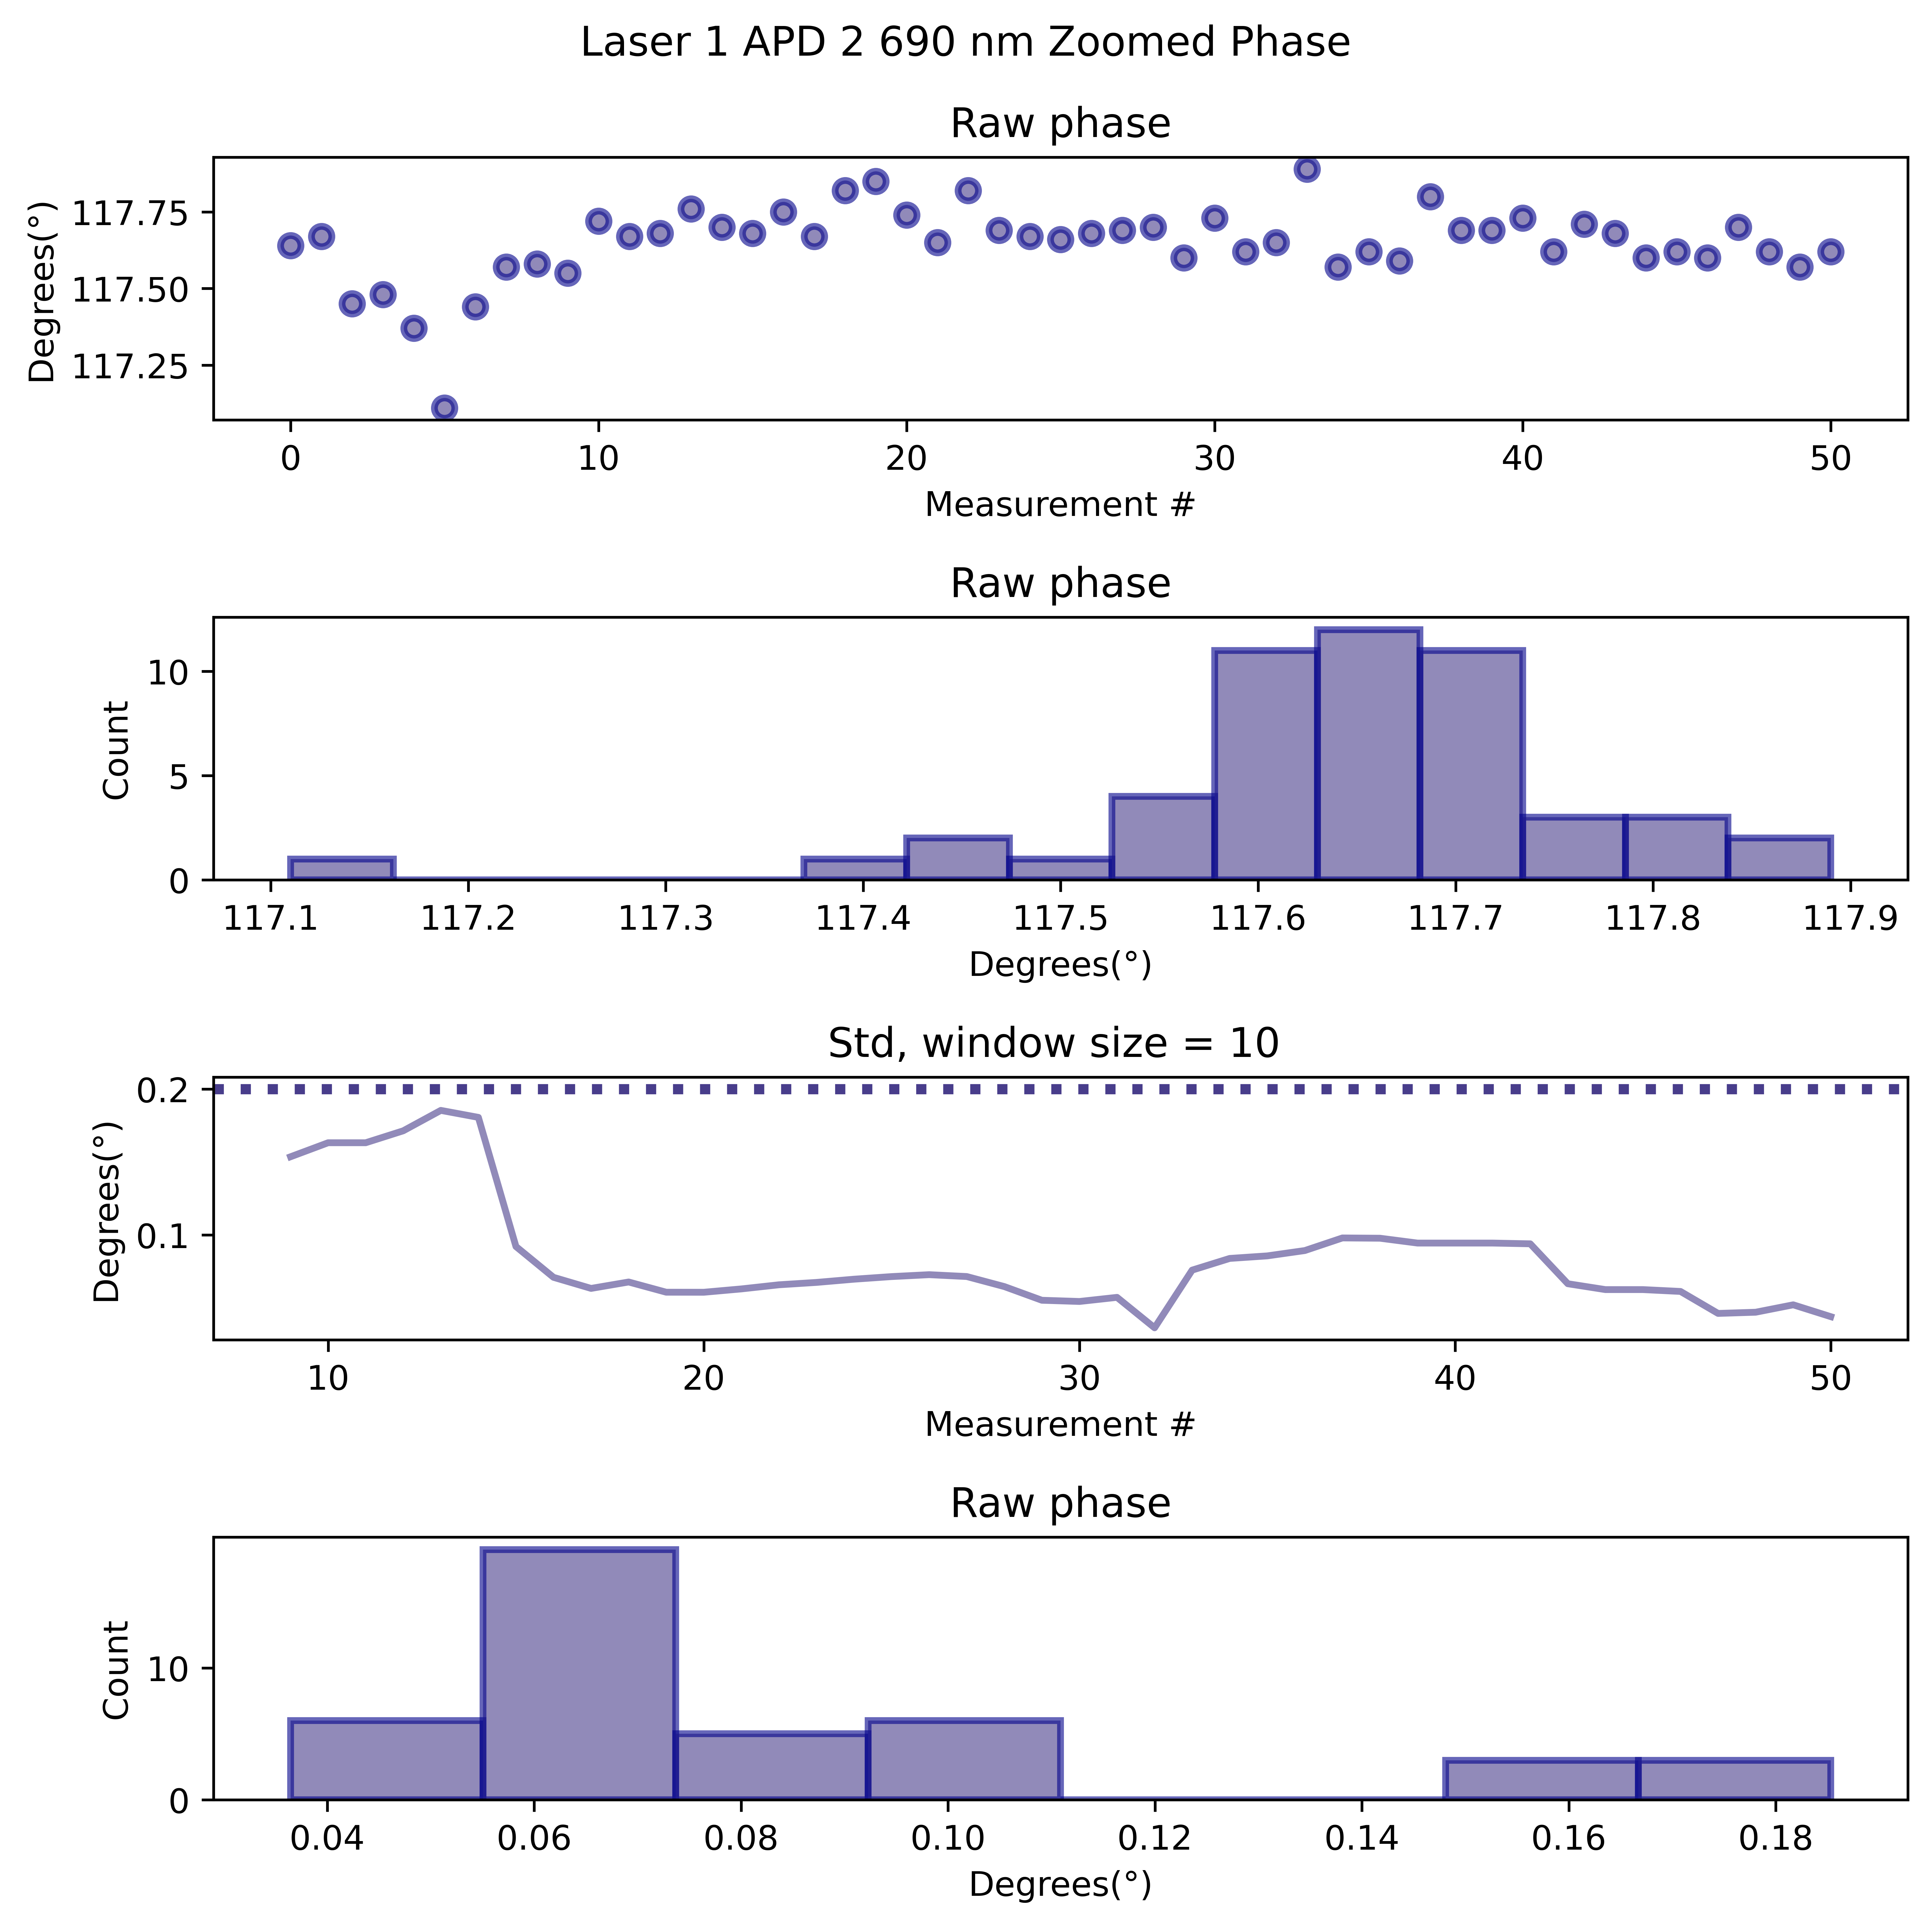 Laser 1 APD 2 690 nm Zoomed Phase
Raw phase
Degrees(°)
117.75
117.50
117.25
0 10 20 30 40 50
Measurement #
Raw phase
Count
10
5
0
117.1 117.2 117.3 117.4 117.5 117.6 117.7 117.8 117.9
Degrees(°)
Std, window size = 10
Degrees(°)
0.2
0.1
10 20 30 40 50
Measurement #
Raw phase
Count
10
0
0.04 0.06 0.08 0.10 0.12 0.14 0.16 0.18
Degrees(°)